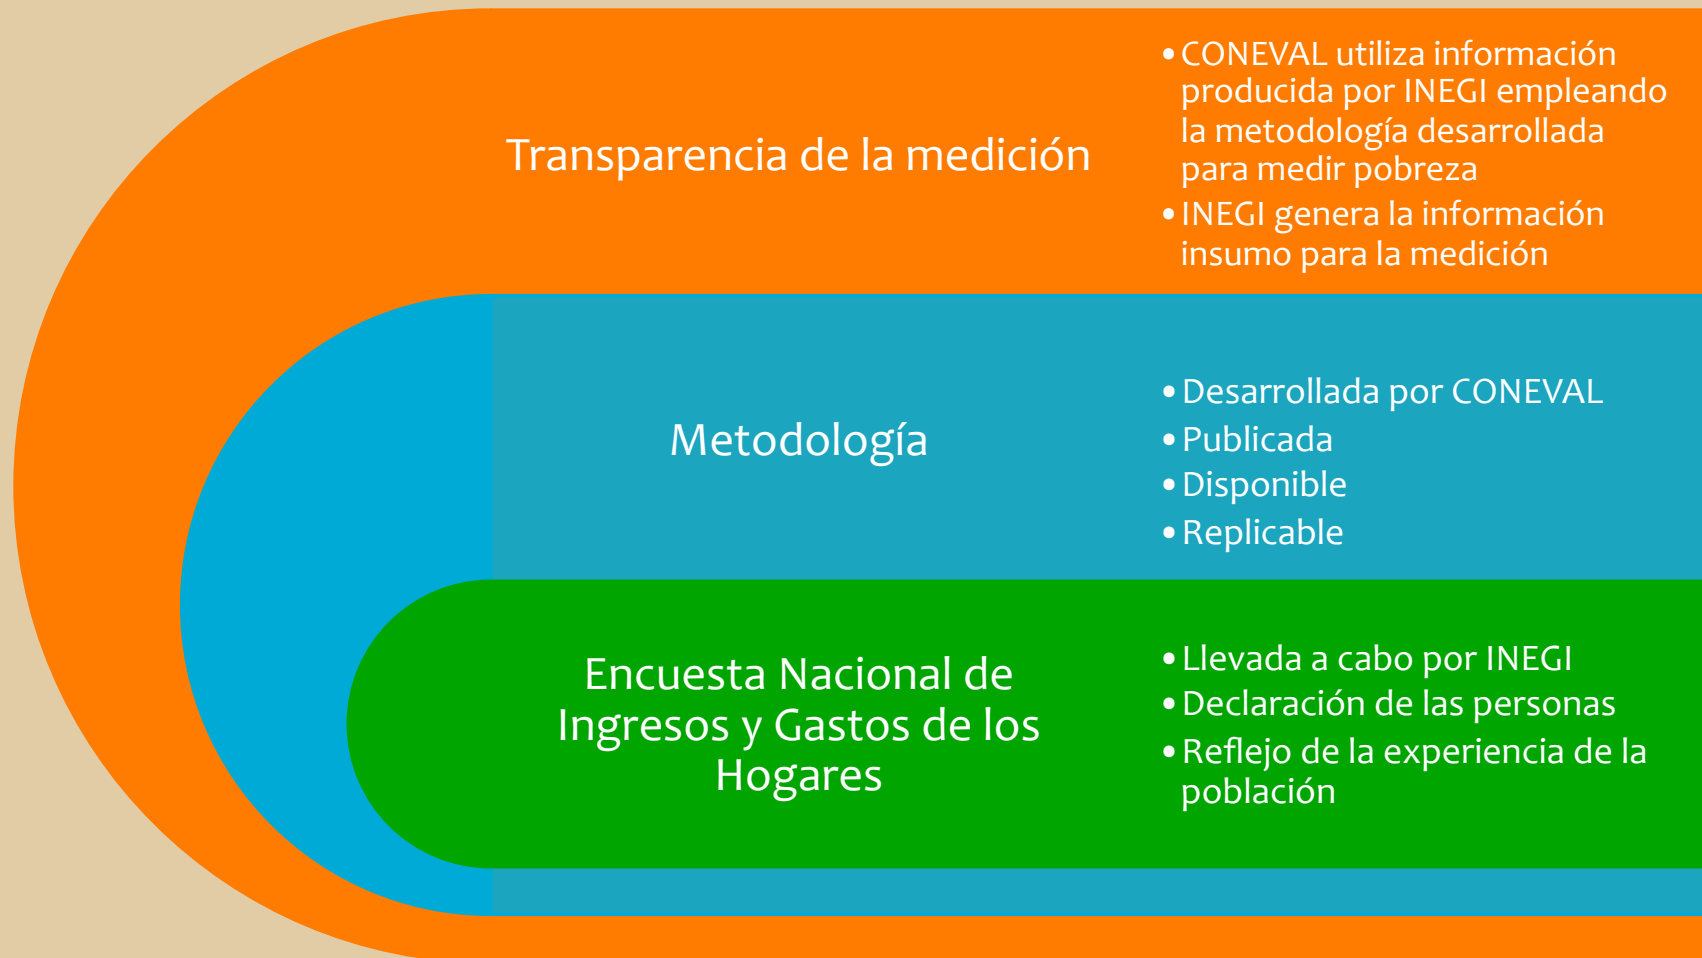 Transparencia de la medición
•CONEVAL utiliza información
producida por INEGI empleando
la metodología desarrollada
para medir pobreza
•INEGI genera la información
insumo para la medición
Metodología
•Desarrollada por CONEVAL
•Publicada
•Disponible
•Replicable
Encuesta Nacional de
Ingresos y Gastos de los
Hogares
•Llevada a cabo por INEGI
•Declaración de las personas
•Reflejo de la experiencia de la
población